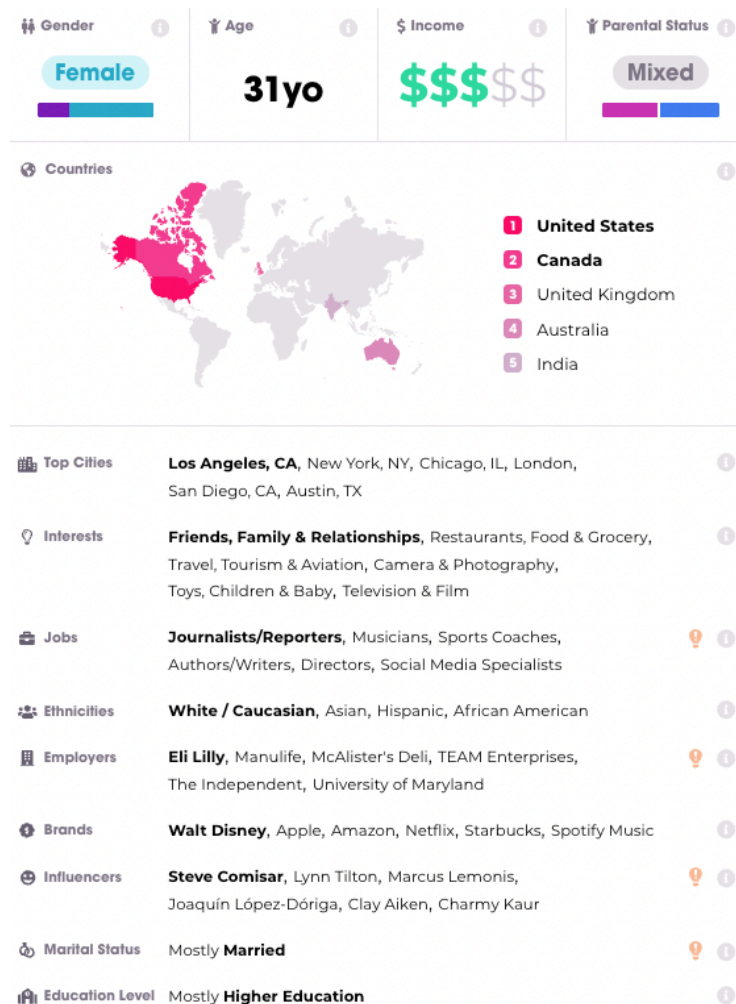 Gender
Age
Income
Parental Status
Female
31yo
$$$$$
Mixed
Countries
1 United States
2 Canada
3 United Kingdom
4 Australia
5 India
Top Cities
Los Angeles, CA, New York, NY, Chicago, IL, London,
San Diego, CA, Austin, TX
Interests
Friends, Family & Relationships, Restaurants, Food & Grocery,
Travel, Tourism & Aviation, Camera & Photography,
Toys, Children & Baby, Television & Film
Jobs
Journalists/Reporters, Musicians, Sports Coaches,
Authors/Writers, Directors, Social Media Specialists
Ethnicities
White / Caucasian, Asian, Hispanic, African American
Employers
Eli Lilly, Manulife, McAlister's Deli, TEAM Enterprises,
The Independent, University of Maryland
Brands
Walt Disney, Apple, Amazon, Netflix, Starbucks, Spotify Music
Influencers
Steve Comisar, Lynn Tilton, Marcus Lemonis,
Joaquín López-Dóriga, Clay Aiken, Charmy Kaur
Marital Status
Mostly Married
Education Level
Mostly Higher Education